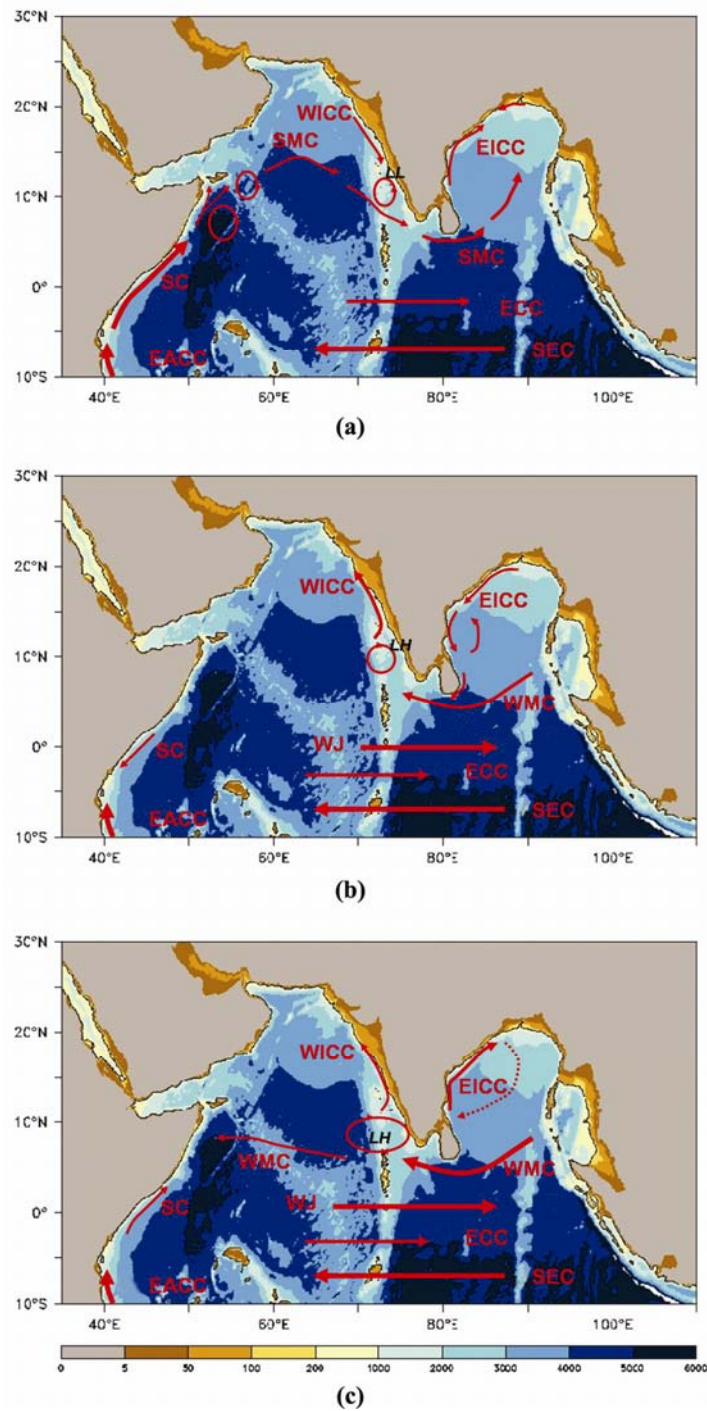 30°N
20°N
10°N
0°
10°S
WICC
SMC
LL
EICC
SMC
SC
ECC
EACC
SEC
40°E 60°E 80°E 100°E
(a)
30°N
20°N
10°N
0°
10°S
WICC
EICC
LH
WMC
SC
WJ
ECC
EACC
SEC
40°E 60°E 80°E 100°E
(b)
30°N
20°N
10°N
0°
10°S
WICC
EICC
LH
WMC
WMC
SC
WJ
ECC
EACC
SEC
40°E 60°E 80°E 100°E
0 5 50 100 200 1000 2000 3000 4000 5000 6000
(c)